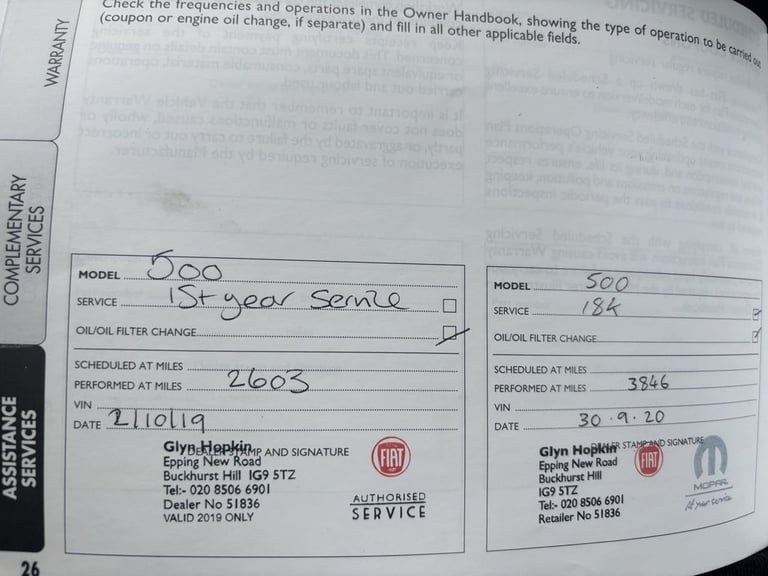 Check the frequencies and operations in the Owner Handbook, showing the type of operation to be carried out
(coupon or engine oil change, if separate) and fill in all other applicable fields.
WARRANTY
COMPLEMENTARY
SERVICES
ASSISTANCE
SERVICES
MODEL 500
SERVICE 1st year Service
OIL/OIL FILTER CHANGE
SCHEDULED AT MILES
PERFORMED AT MILES 2603
VIN
DATE 2/10/19
DEALER STAMP AND SIGNATURE
Glyn Hopkin
Epping New Road
Buckhurst Hill IG9 5TZ
Tel:- 020 8506 6901
Dealer No 51836
VALID 2019 ONLY
FIAT
AUTHORISED
SERVICE
MODEL 500
SERVICE 18k
OIL/OIL FILTER CHANGE
SCHEDULED AT MILES
PERFORMED AT MILES 3846
VIN
DATE 30.9.20
DEALER STAMP AND SIGNATURE
Glyn Hopkin
Epping New Road
Buckhurst Hill
IG9 5TZ
Tel:- 020 8506 6901
Retailer No 51836
FIAT
MOPAR
At your service
26